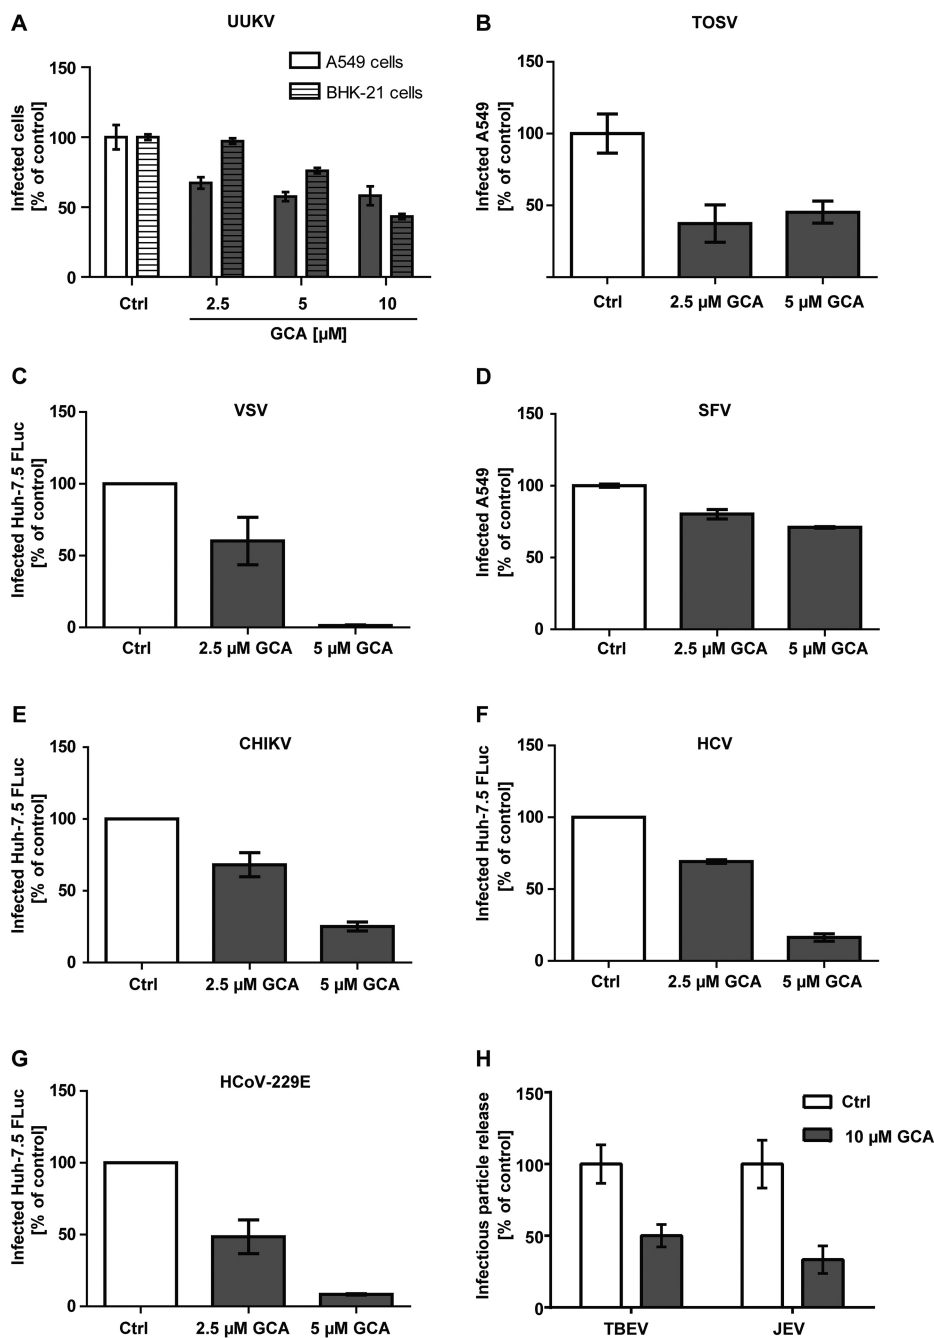 A
UUKV
A549 cells
BHK-21 cells
Infected cells
[% of control]
150
100
50
0
Ctrl
2.5
5
10
GCA [µM]
B
TOSV
Infected A549
[% of control]
150
100
50
Ctrl
2.5 µM GCA
5 µM GCA
C
VSV
Infected Huh-7.5 FLuc
[% of control]
150
100
50
0
Ctrl
2.5 µM GCA
5 µM GCA
D
SFV
Infected A549
[% of control]
150
100
50
0
Ctrl
2.5 µM GCA
5 µM GCA
E
CHIKV
Infected Huh-7.5 FLuc
[% of control]
150
100
50
0
Ctrl
2.5 µM GCA
5 µM GCA
F
HCV
Infected Huh-7.5 FLuc
[% of control]
150
100
50
0
Ctrl
2.5 µM GCA
5 µM GCA
G
HCoV-229E
Infected Huh-7.5 FLuc
[% of control]
150
100
50
0
Ctrl
2.5 µM GCA
5 µM GCA
H
Ctrl
10 µM GCA
Infectious particle release
[% of control]
150
100
50
0
TBEV
JEV